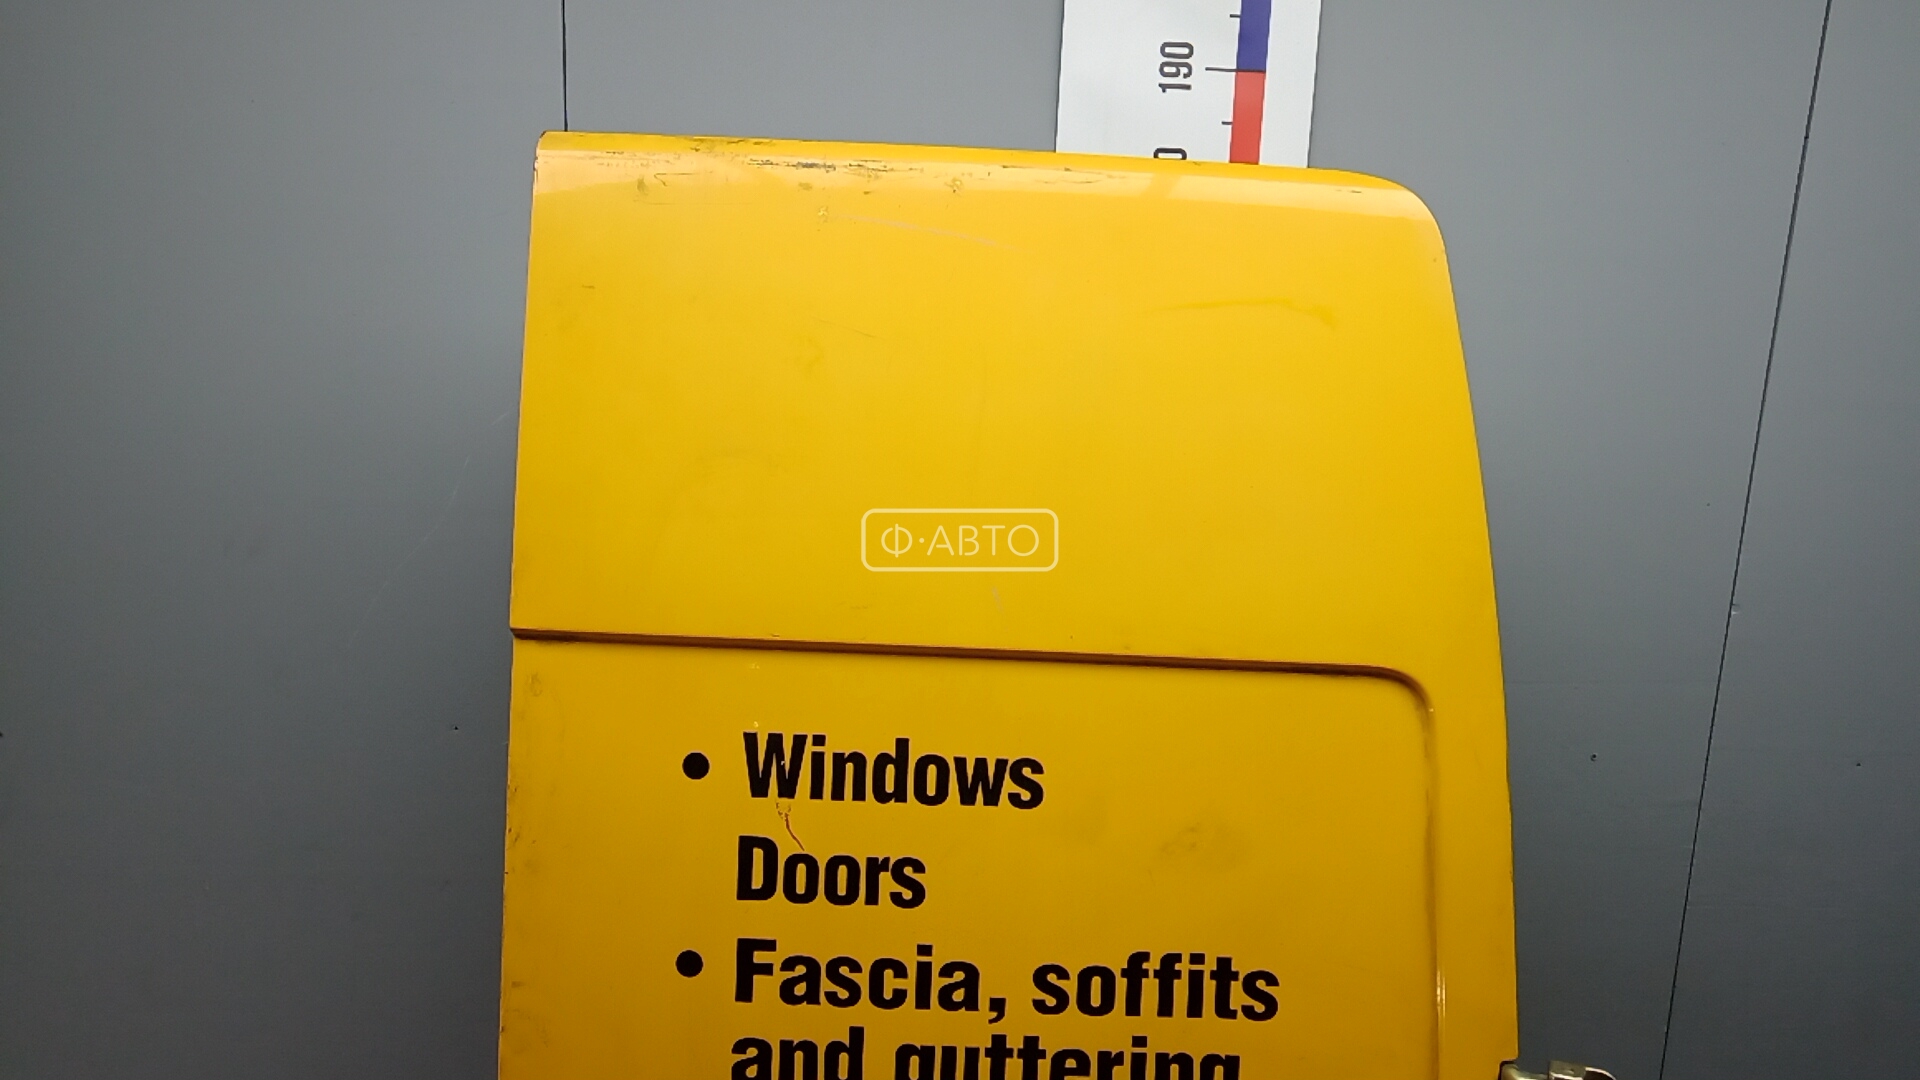 190
Ф·АВТО
• Windows
Doors
• Fascia, soffits
and guttering